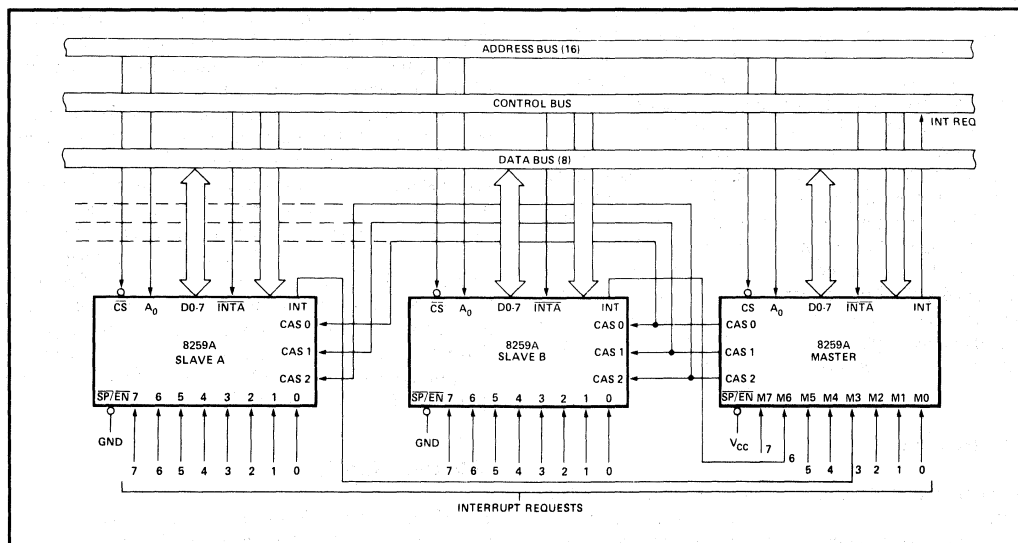 ADDRESS BUS (16)
CONTROL BUS
INT REQ
DATA BUS (8)
CS A0 D0-7 INTA INT
CAS 0
8259A
SLAVE A
CAS 1
CAS 2
SP/EN 7 6 5 4 3 2 1 0
GND
7 6 5 4 3 2 1 0
CS A0 D0-7 INTA INT
CAS 0
8259A
SLAVE B
CAS 1
CAS 2
SP/EN 7 6 5 4 3 2 1 0
GND
7 6 5 4 3 2 1 0
CS A0 D0-7 INTA INT
CAS 0
8259A
MASTER
CAS 1
CAS 2
SP/EN M7 M6 M5 M4 M3 M2 M1 M0
VCC
7 6 5 4 3 2 1 0
INTERRUPT REQUESTS